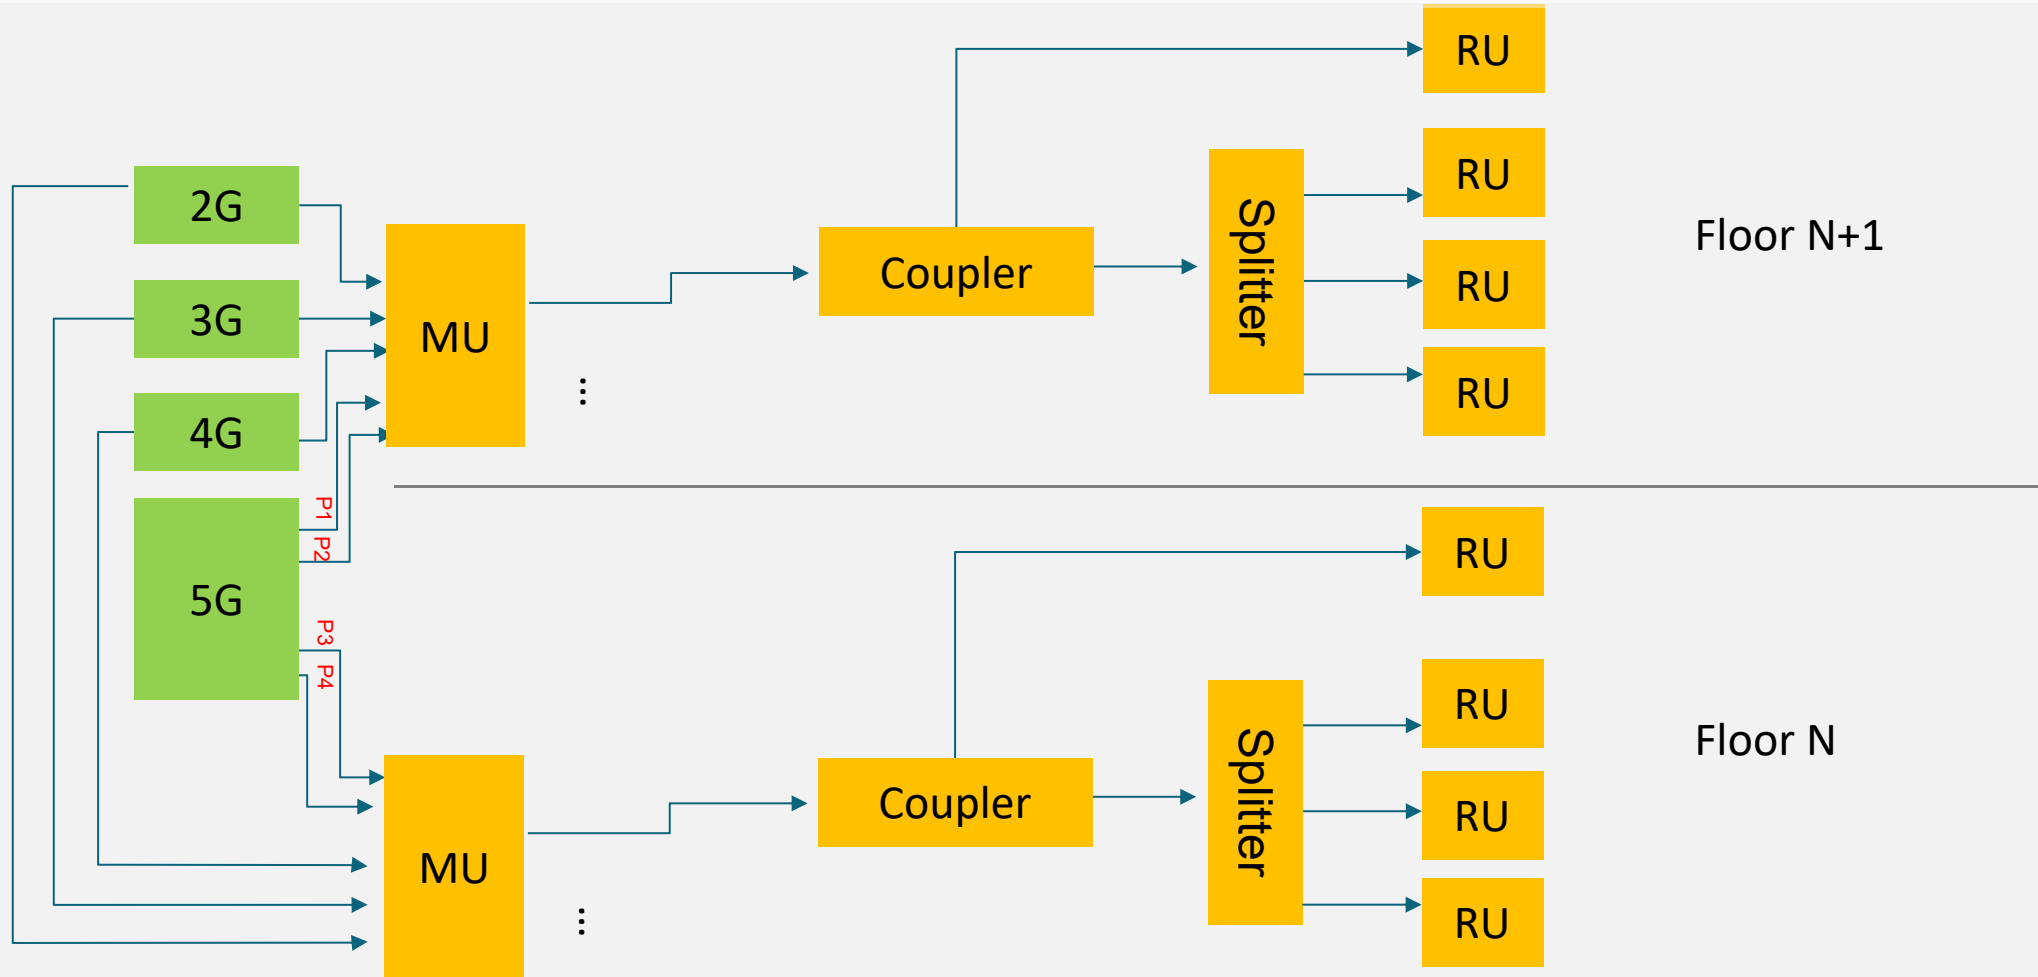 RU
RU
2G
Splitter
Floor N+1
Coupler
RU
3G
MU
...
RU
4G
P1
P2
RU
5G
P3
P4
RU
Splitter
Floor N
Coupler
RU
MU
...
RU